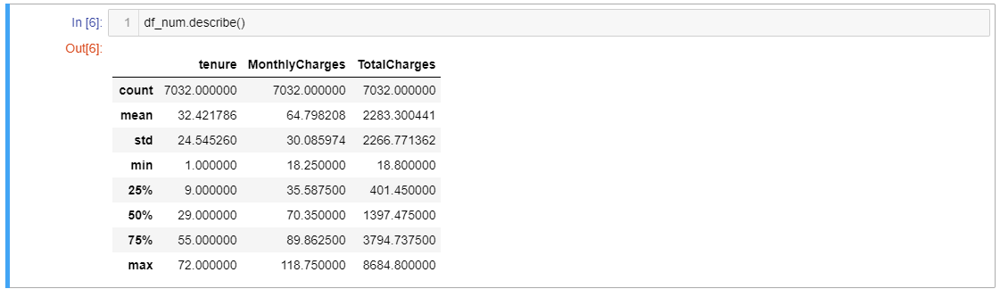 In [6]: 1 df_num.describe()
Out[6]:
tenure MonthlyCharges TotalCharges
count 7032.000000 7032.000000 7032.000000
mean 32.421786 64.798208 2283.300441
std 24.545260 30.085974 2266.771362
min 1.000000 18.250000 18.800000
25% 9.000000 35.587500 401.450000
50% 29.000000 70.350000 1397.475000
75% 55.000000 89.862500 3794.737500
max 72.000000 118.750000 8684.800000